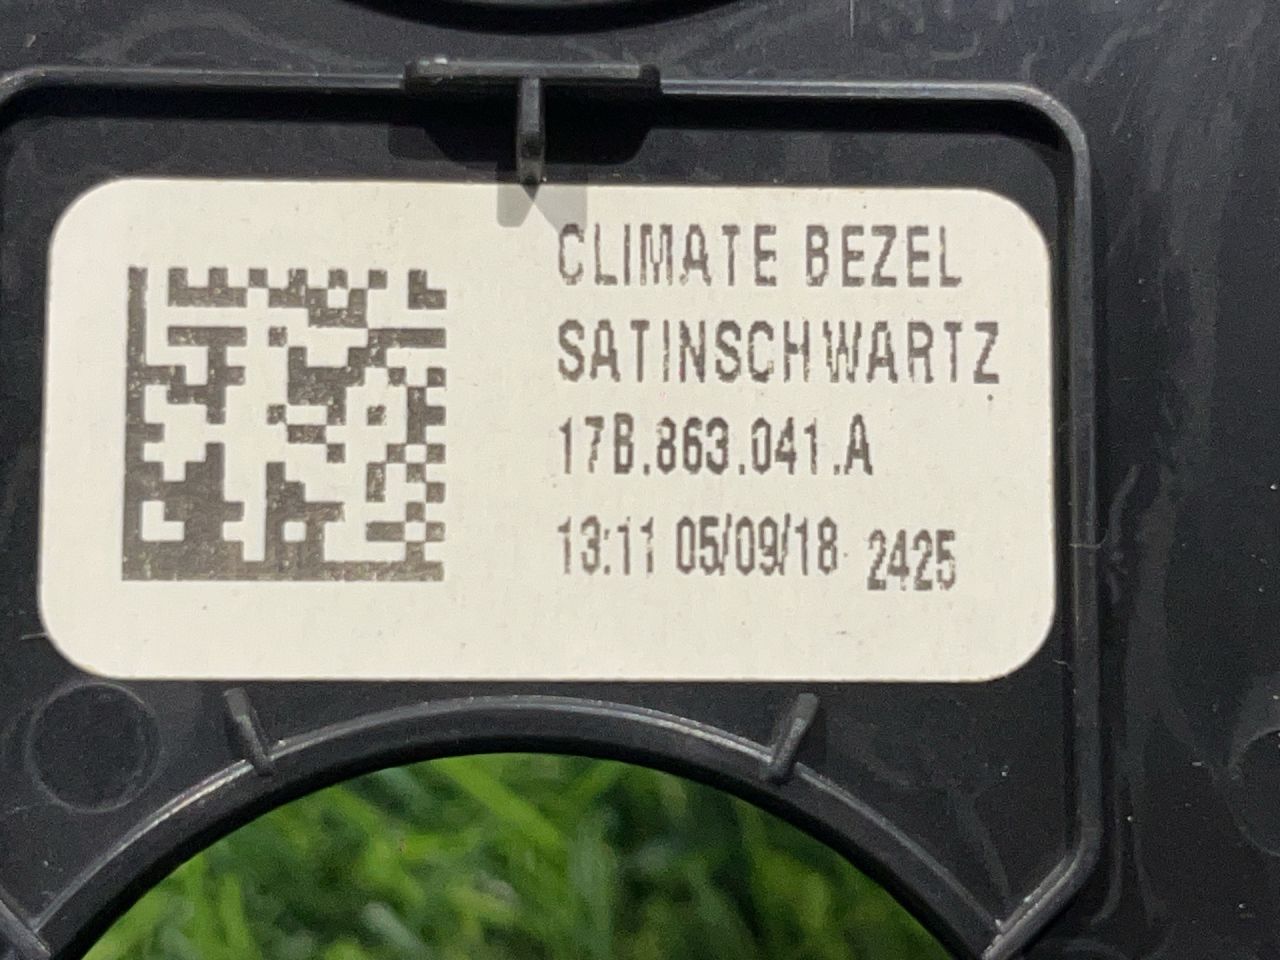 CLIMATE BEZEL
SATINSCHWARTZ
17B.863.041.A
13:11 05/09/18 2425